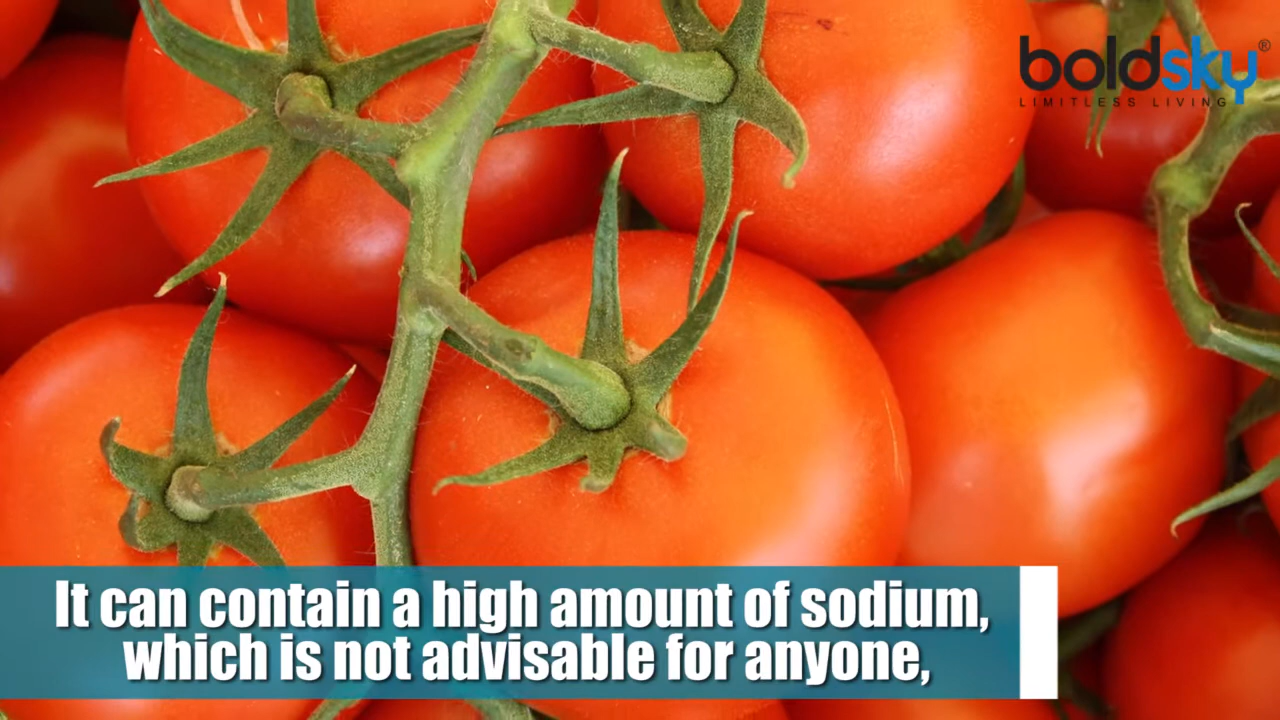 boldsky®
LIMITLESS LIVING
It can contain a high amount of sodium,
which is not advisable for anyone,